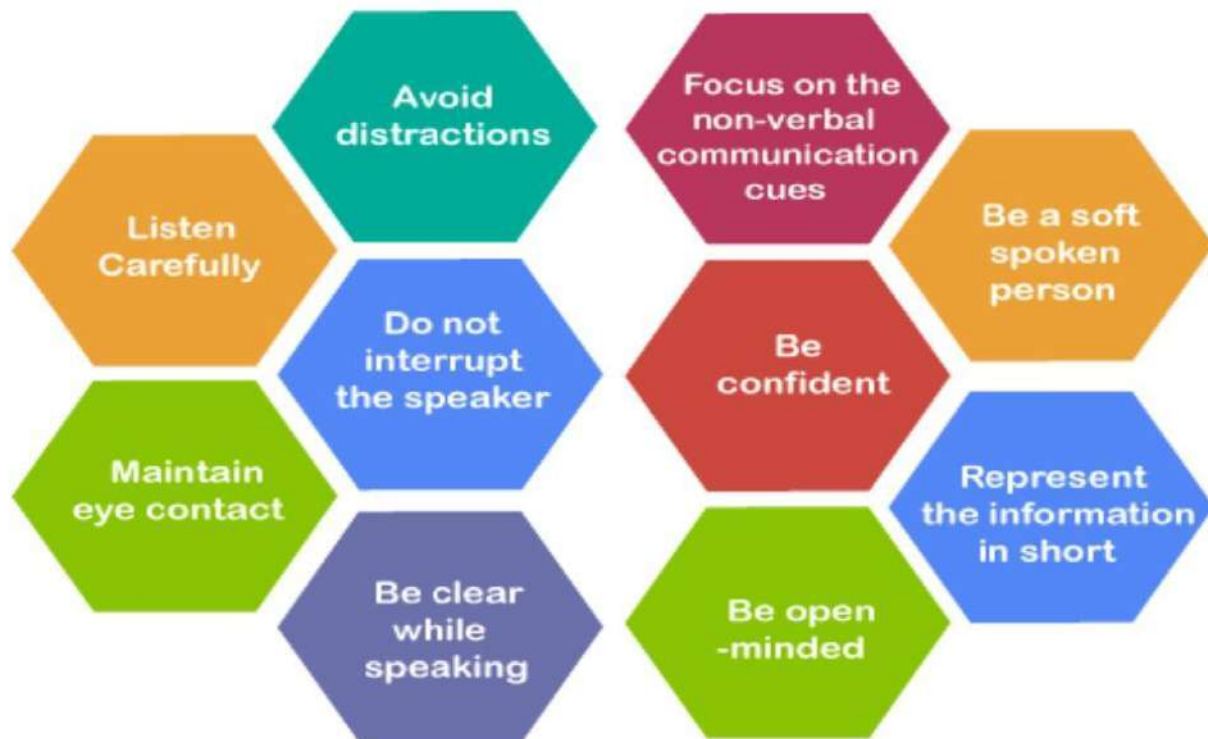 Avoid
distractions
Focus on the
non-verbal
communication
cues
Listen
Carefully
Be a soft
spoken
person
Do not
interrupt
the speaker
Be
confident
Maintain
eye contact
Represent
the information
in short
Be clear
while
speaking
Be open
-minded